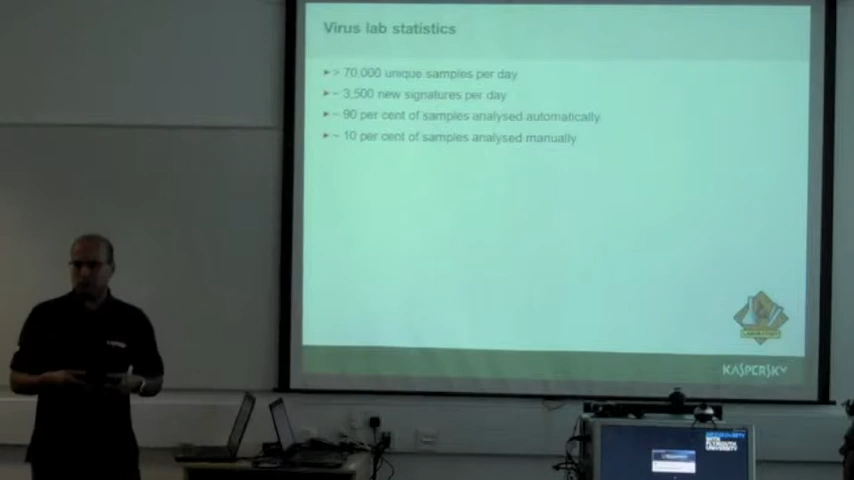 Virus lab statistics
> 70,000 unique samples per day
~ 3,500 new signatures per day
~ 90 per cent of samples analysed automatically
~ 10 per cent of samples analysed manually
KASPERSKY
UNIVERSITY